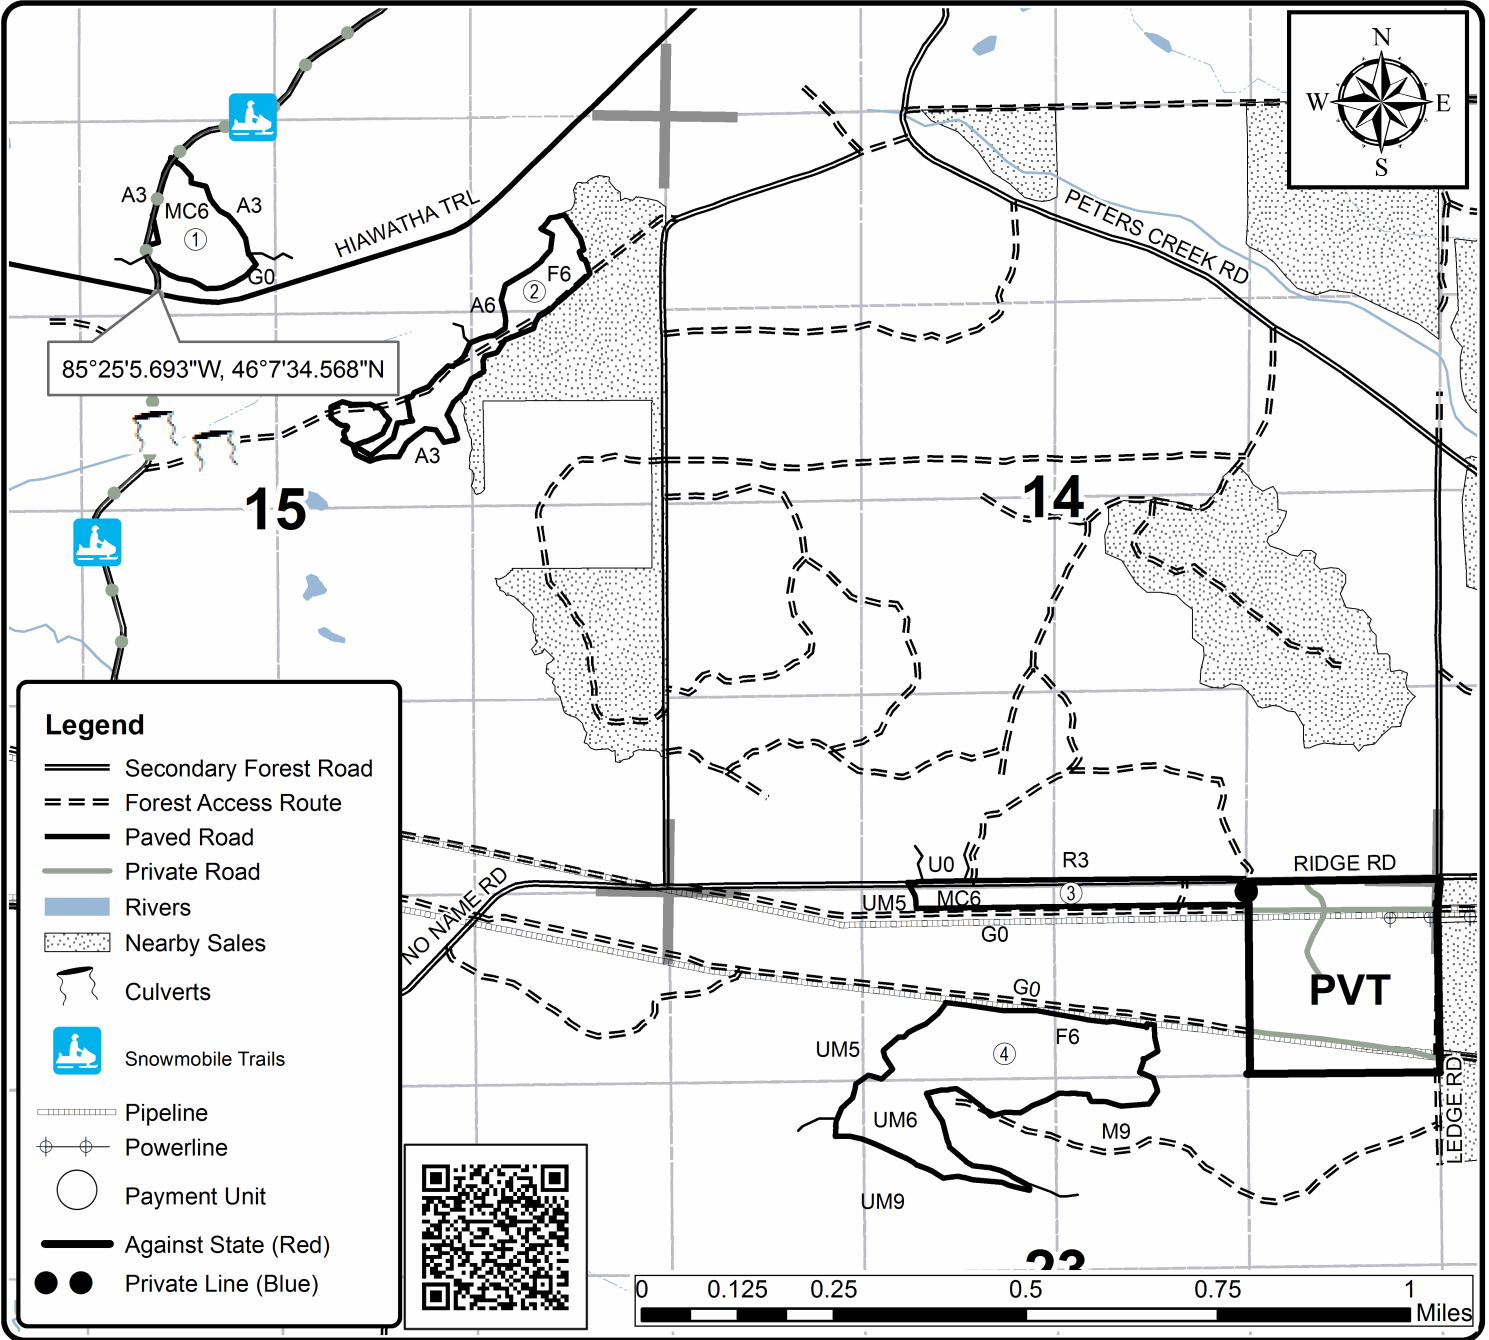 N
W E
S
A3
MC6
A3
1
G0
HIAWATHA TRL
PETERS CREEK RD
F6
2
A6
85°25'5.693"W, 46°7'34.568"N
A3
15
14
Legend
Secondary Forest Road
Forest Access Route
Paved Road
Private Road
Rivers
Nearby Sales
Culverts
Snowmobile Trails
Pipeline
Powerline
Payment Unit
Against State (Red)
Private Line (Blue)
NO NAME RD
U0
R3
RIDGE RD
UM5
MC6
3
G0
PVT
G0
F6
UM5
4
UM6
M9
UM9
LEDGE RD
23
0 0.125 0.25 0.5 0.75 1
Miles